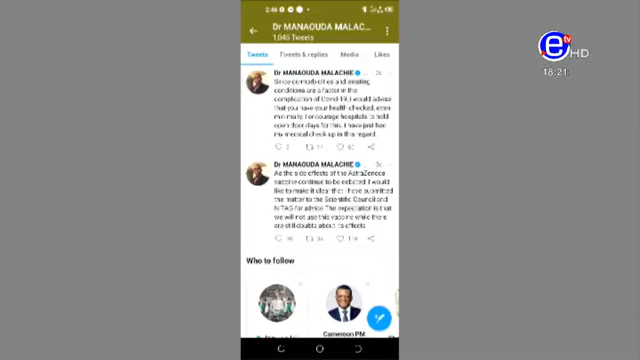 2:46
Dr MANAOUDA MALAC...
1,045 Tweets
e tv HD
18:21
Tweets Tweets & replies Media Likes
Dr MANAOUDA MALACHIE
Since co-morbidities and existing
conditions are a factor in the
complication of Covid-19, I would advise
that you have your health checked, even
minimally. I encourage hospitals to hold
open door days for this. I have just had
my medical check up in this regard.
2
Dr MANAOUDA MALACHIE
As the side effects of the AstraZeneca
vaccine continue to be debated, I would
like to make it clear that I have submitted
the matter to the Scientific Council and
NITAG for advice. The expectation is that
we will not use this vaccine while there
are still doubts about its effects.
Who to follow
Cameroon PM